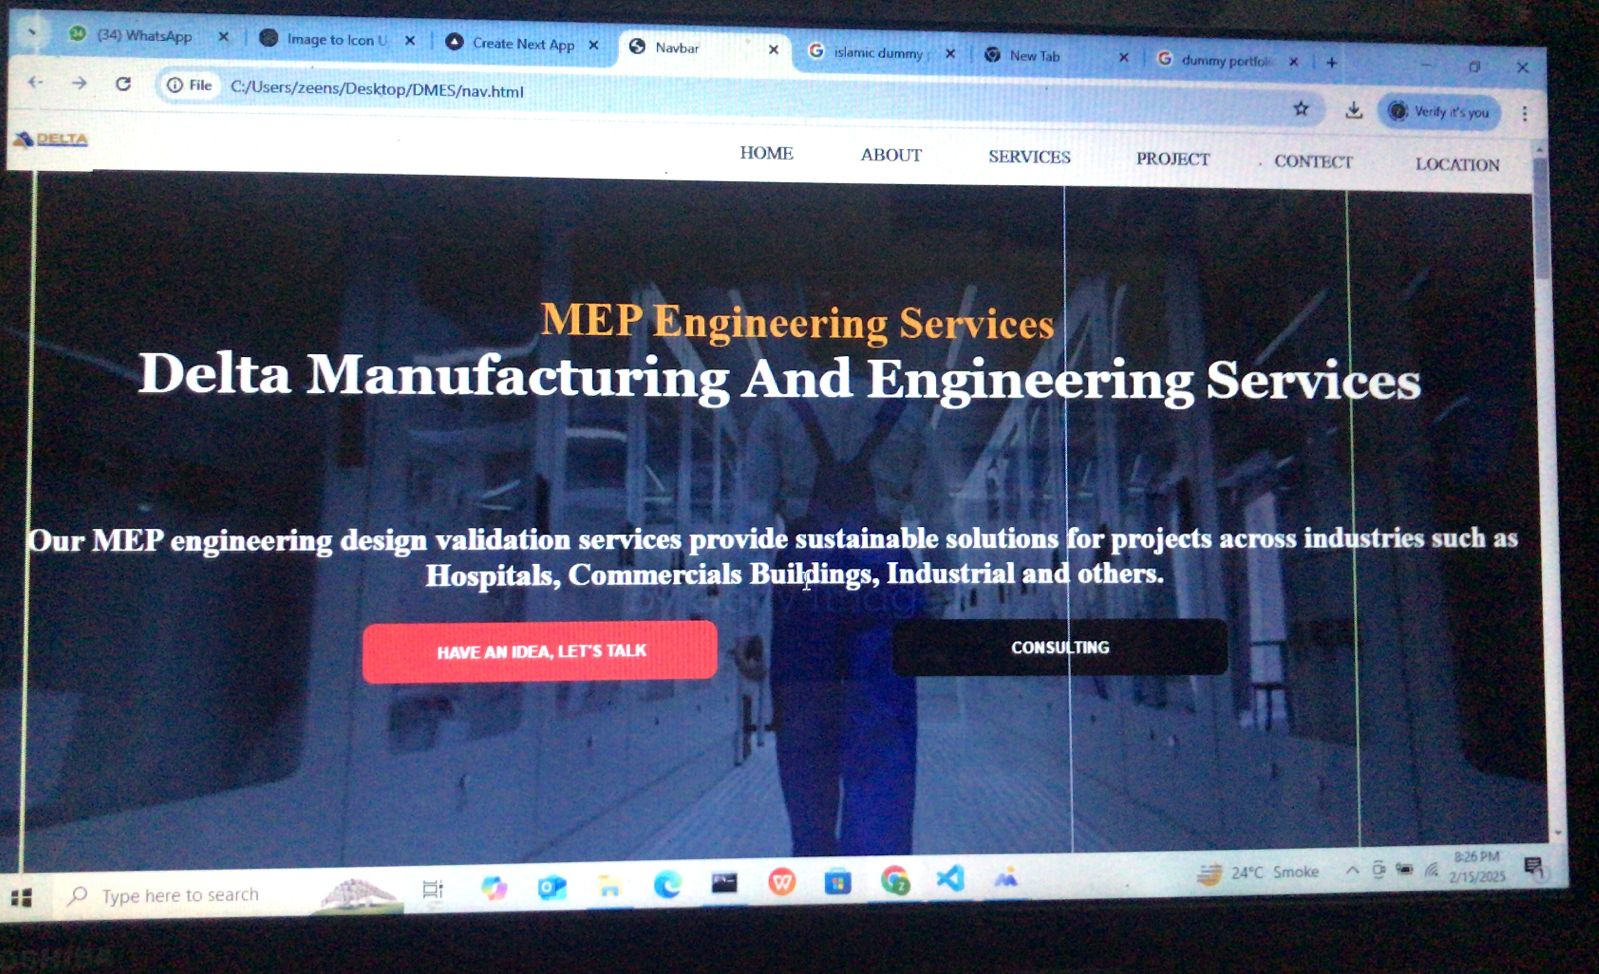 (34) WhatsApp
Image to Icon
Create Next App
Navbar
islamic dummy
New Tab
dummy portfoli
File
C:/Users/zeens/Desktop/DMES/nav.html
Verify it's you
DELTA
HOME
ABOUT
SERVICES
PROJECT
CONTECT
LOCATION
MEP Engineering Services
Delta Manufacturing And Engineering Services
Our MEP engineering design validation services provide sustainable solutions for projects across industries such as
Hospitals, Commercials Buildings, Industrial and others.
HAVE AN IDEA, LET'S TALK
CONSULTING
Type here to search
24°C Smoke
8:26 PM
2/15/2025